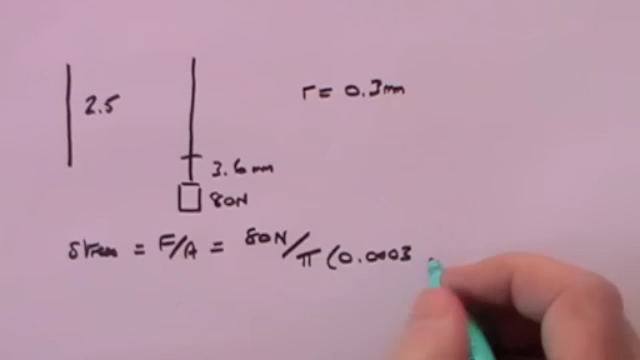 2.5
r = 0.3mm
3.6mm
80N
stress = F/A = 80N/π(0.0003